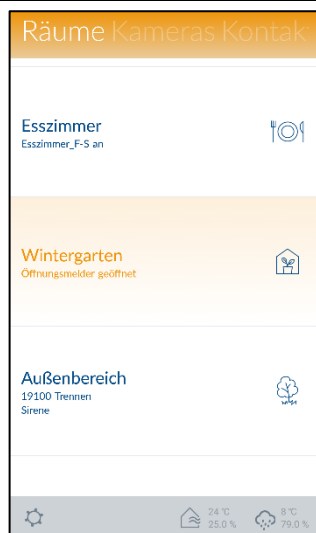 Räume Kameras Kontak
Esszimmer
Esszimmer_F-S an
Wintergarten
Öffnungsmelder geöffnet
Außenbereich
19100 Trennen
Sirene
24 °C
25.0 %
8 °C
79.0 %